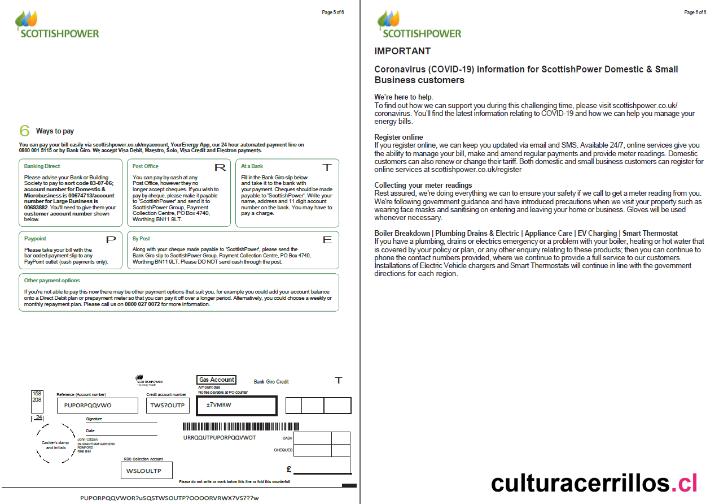 Page 5 of 6
SCOTTISHPOWER
6 Ways to pay
You can pay your bill easily via scottishpower.co.uk/myaccount, YourEnergy App, our 24 hour automated payment line on
0800 001 5115 or by Bank Giro. We accept Visa Debit, Maestro, Solo, Visa Credit and Electron payments.
Banking Direct
Please advise your Bank or Building
Society to pay to sort code 83-07-06;
account number for Domestic &
Microbusiness is 00674713/account
number for Large Business is
00693882. You'll need to give them your
customer account number shown
below.
Post Office R
You can pay by cash at any
Post Office, however they no
longer accept cheques. If you wish to
pay by cheque, please make it payable
to 'ScottishPower' and send it to
ScottishPower Group, Payment
Collection Centre, PO Box 4740,
Worthing BN11 9LT.
At a Bank T
Fill in the Bank Giro slip below
and take it to the bank with
your payment. Cheques should be made
payable to 'ScottishPower'. Write your
name, address and 11 digit account
number on the back. You may have to
pay a charge.
Paypoint P
Please take your bill with the
bar coded payment slip to any
PayPoint outlet (cash payments only).
By Post E
Along with your cheque made payable to 'ScottishPower', please send the
Bank Giro slip to ScottishPower Group, Payment Collection Centre, PO Box 4740,
Worthing BN11 9LT. Please DO NOT send cash through the post.
Other payment options
If you're not able to pay this now there may be other payment options that suit you, for example you could add your account balance
onto a Direct Debit plan or prepayment meter so that you can pay it off over a longer period. Alternatively, you could choose a weekly or
monthly repayment plan. Please call us on 0800 027 0072 for more information.
SCOTTISHPOWER
Gas Account
Bank Giro Credit T
Amount due
No fee payable at PO counter
Reference (Account number)
Credit account number
PUPORPQQVWO
TWS?OUTP
±7VMRW
Signature
Date
Cashier's stamp
and initials
URRQQUTPUPORPQQVWOT
CASH
CHEQUES
£
WSLOULTP
Please do not write or mark below this line or fold this counterfoil
PUPORPQQVWOR?uSQSTWSOUTP?OOOORVRWX?VS???w
Page 6 of 6
SCOTTISHPOWER
IMPORTANT
Coronavirus (COVID-19) information for ScottishPower Domestic & Small
Business customers
We're here to help.
To find out how we can support you during this challenging time, please visit scottishpower.co.uk/
coronavirus. You'll find the latest information relating to COVID-19 and how we can help you manage your
energy bills.
Register online
If you register online, we can keep you updated via email and SMS. Available 24/7, online services give you
the ability to manage your bill, make and amend regular payments and provide meter readings. Domestic
customers can also renew or change their tariff. Both domestic and small business customers can register for
online services at scottishpower.co.uk/register
Collecting your meter readings
Rest assured, we're doing everything we can to ensure your safety if we call to get a meter reading from you.
We're following government guidance and have introduced precautions when we visit your property such as
wearing face masks and sanitising on entering and leaving your home or business. Gloves will be used
whenever necessary.
Boiler Breakdown | Plumbing Drains & Electric | Appliance Care | EV Charging | Smart Thermostat
If you have a plumbing, drains or electrics emergency or a problem with your boiler, heating or hot water that
is covered by your policy or plan, or any other enquiry relating to these products; then you can continue to
phone the contact numbers provided, where we continue to provide a full service to our customers.
Installations of Electric Vehicle chargers and Smart Thermostats will continue in line with the government
directions for each region.
culturacerrillos.cl